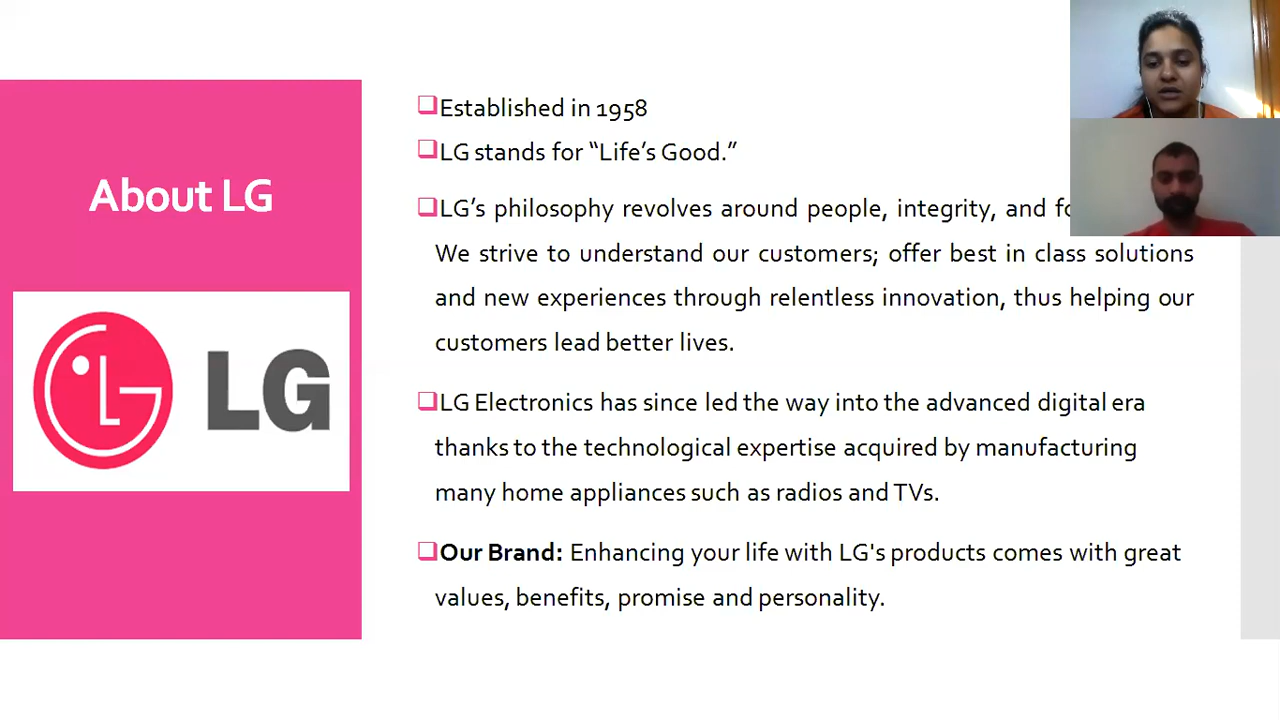 About LG
LG
Established in 1958
LG stands for “Life’s Good.”
LG’s philosophy revolves around people, integrity, and
We strive to understand our customers; offer best in class solutions
and new experiences through relentless innovation, thus helping our
customers lead better lives.
LG Electronics has since led the way into the advanced digital era
thanks to the technological expertise acquired by manufacturing
many home appliances such as radios and TVs.
Our Brand: Enhancing your life with LG's products comes with great
values, benefits, promise and personality.